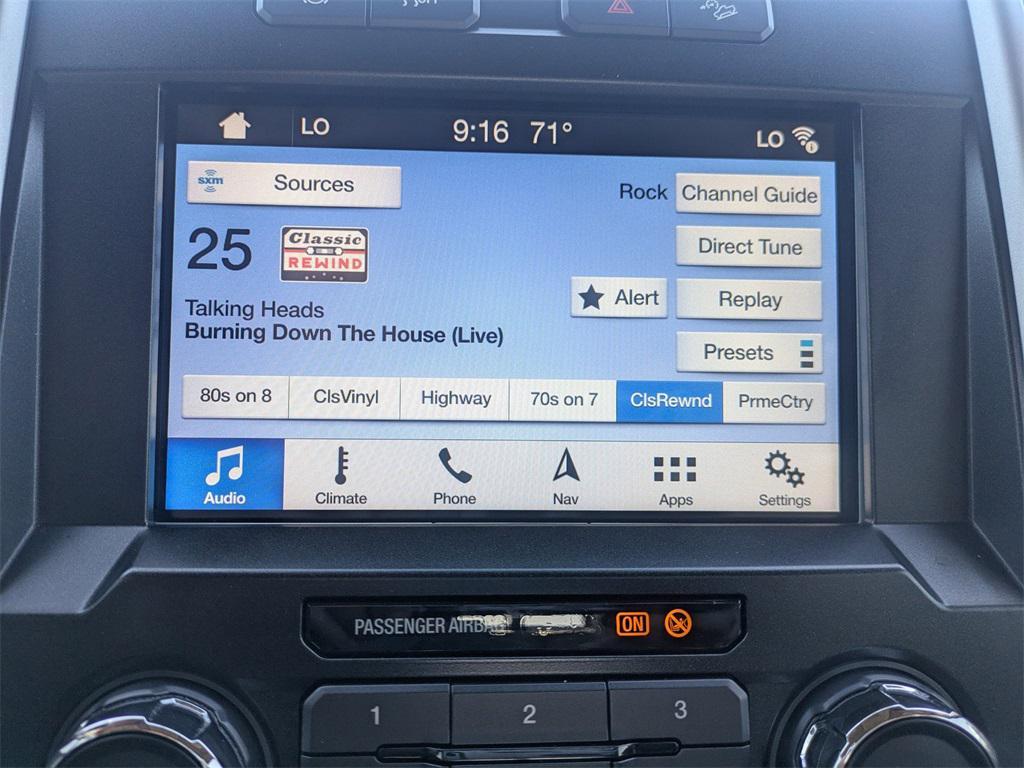 LO 9:16 71° LO
sxm Sources
Rock Channel Guide
25 Classic REWIND
Direct Tune
Alert Replay
Talking Heads
Burning Down The House (Live)
Presets
80s on 8 ClsVinyl Highway 70s on 7 ClsRewnd PrmeCtry
Audio Climate Phone Nav Apps Settings
PASSENGER AIRBAG ON
1 2 3